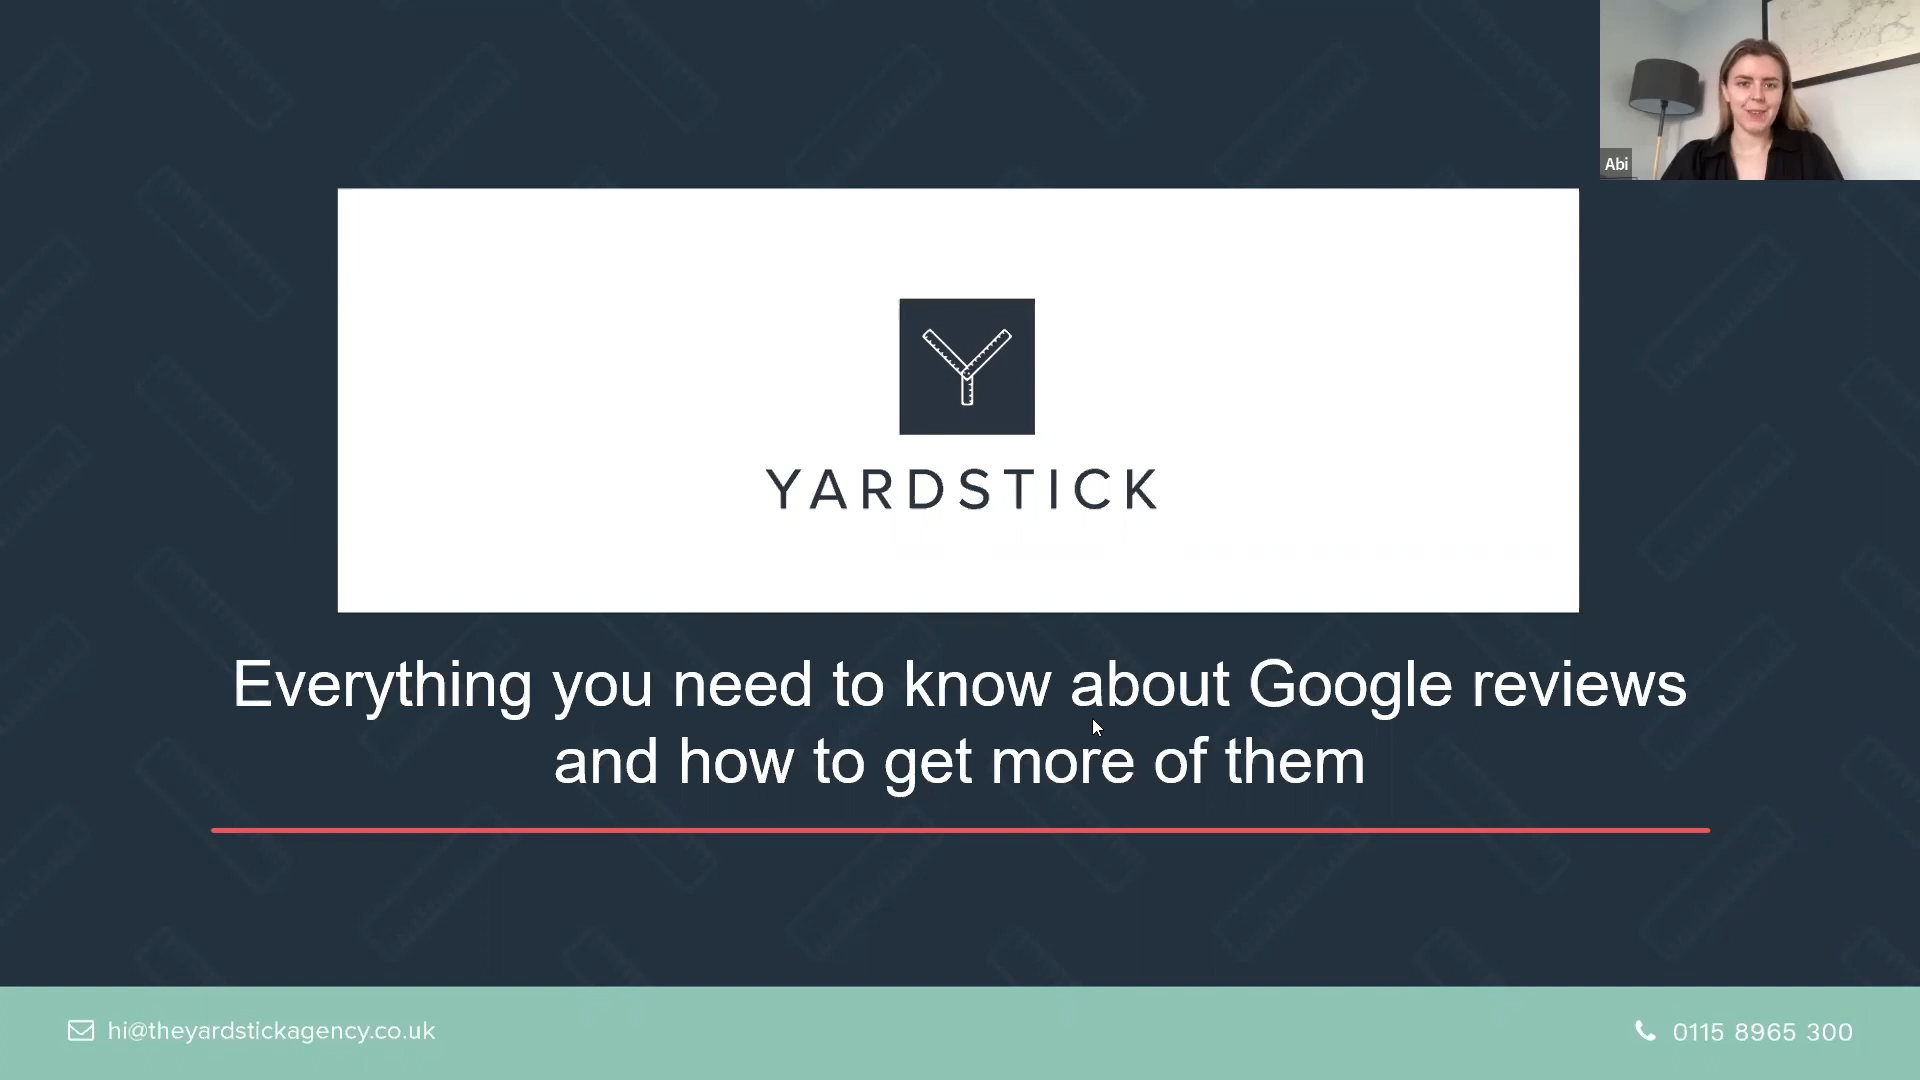 Abi
YARDSTICK
Everything you need to know about Google reviews
and how to get more of them
hi@theyardstickagency.co.uk
0115 8965 300